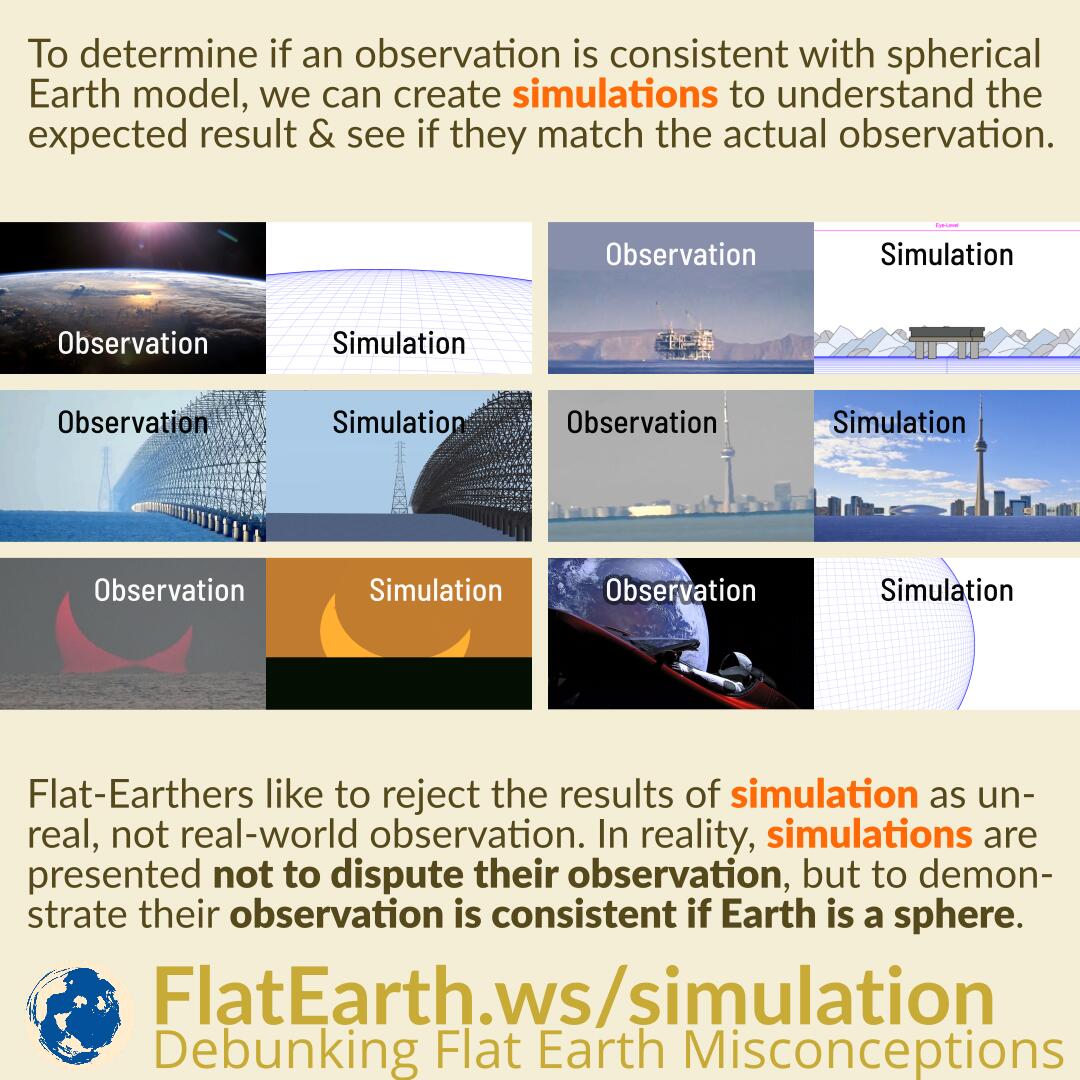 To determine if an observation is consistent with spherical
Earth model, we can create simulations to understand the
expected result & see if they match the actual observation.
Observation
Simulation
Eye-Level
Observation
Simulation
Observation
Simulation
Observation
Simulation
Observation
Simulation
Observation
Simulation
Flat-Earthers like to reject the results of simulation as un-
real, not real-world observation. In reality, simulations are
presented not to dispute their observation, but to demon-
strate their observation is consistent if Earth is a sphere.
FlatEarth.ws/simulation
Debunking Flat Earth Misconceptions